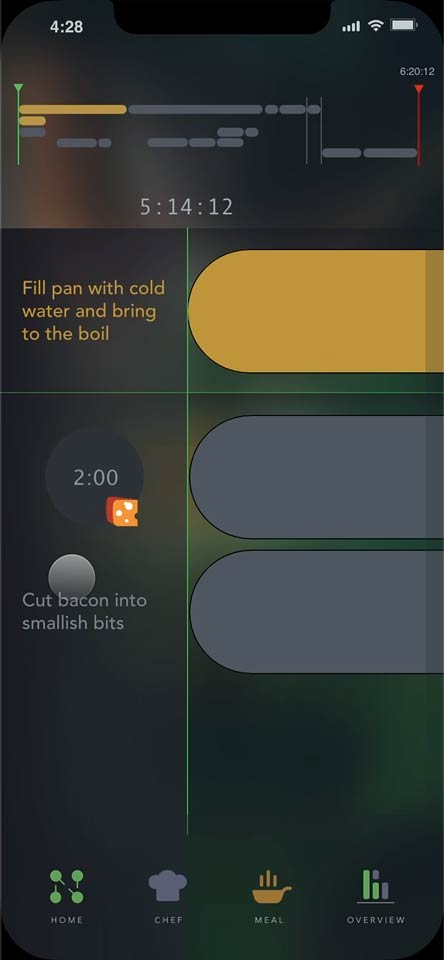 4:28
6:20:12
5:14:12
Fill pan with cold
water and bring
to the boil
2:00
Cut bacon into
smallish bits
HOME CHEF MEAL OVERVIEW